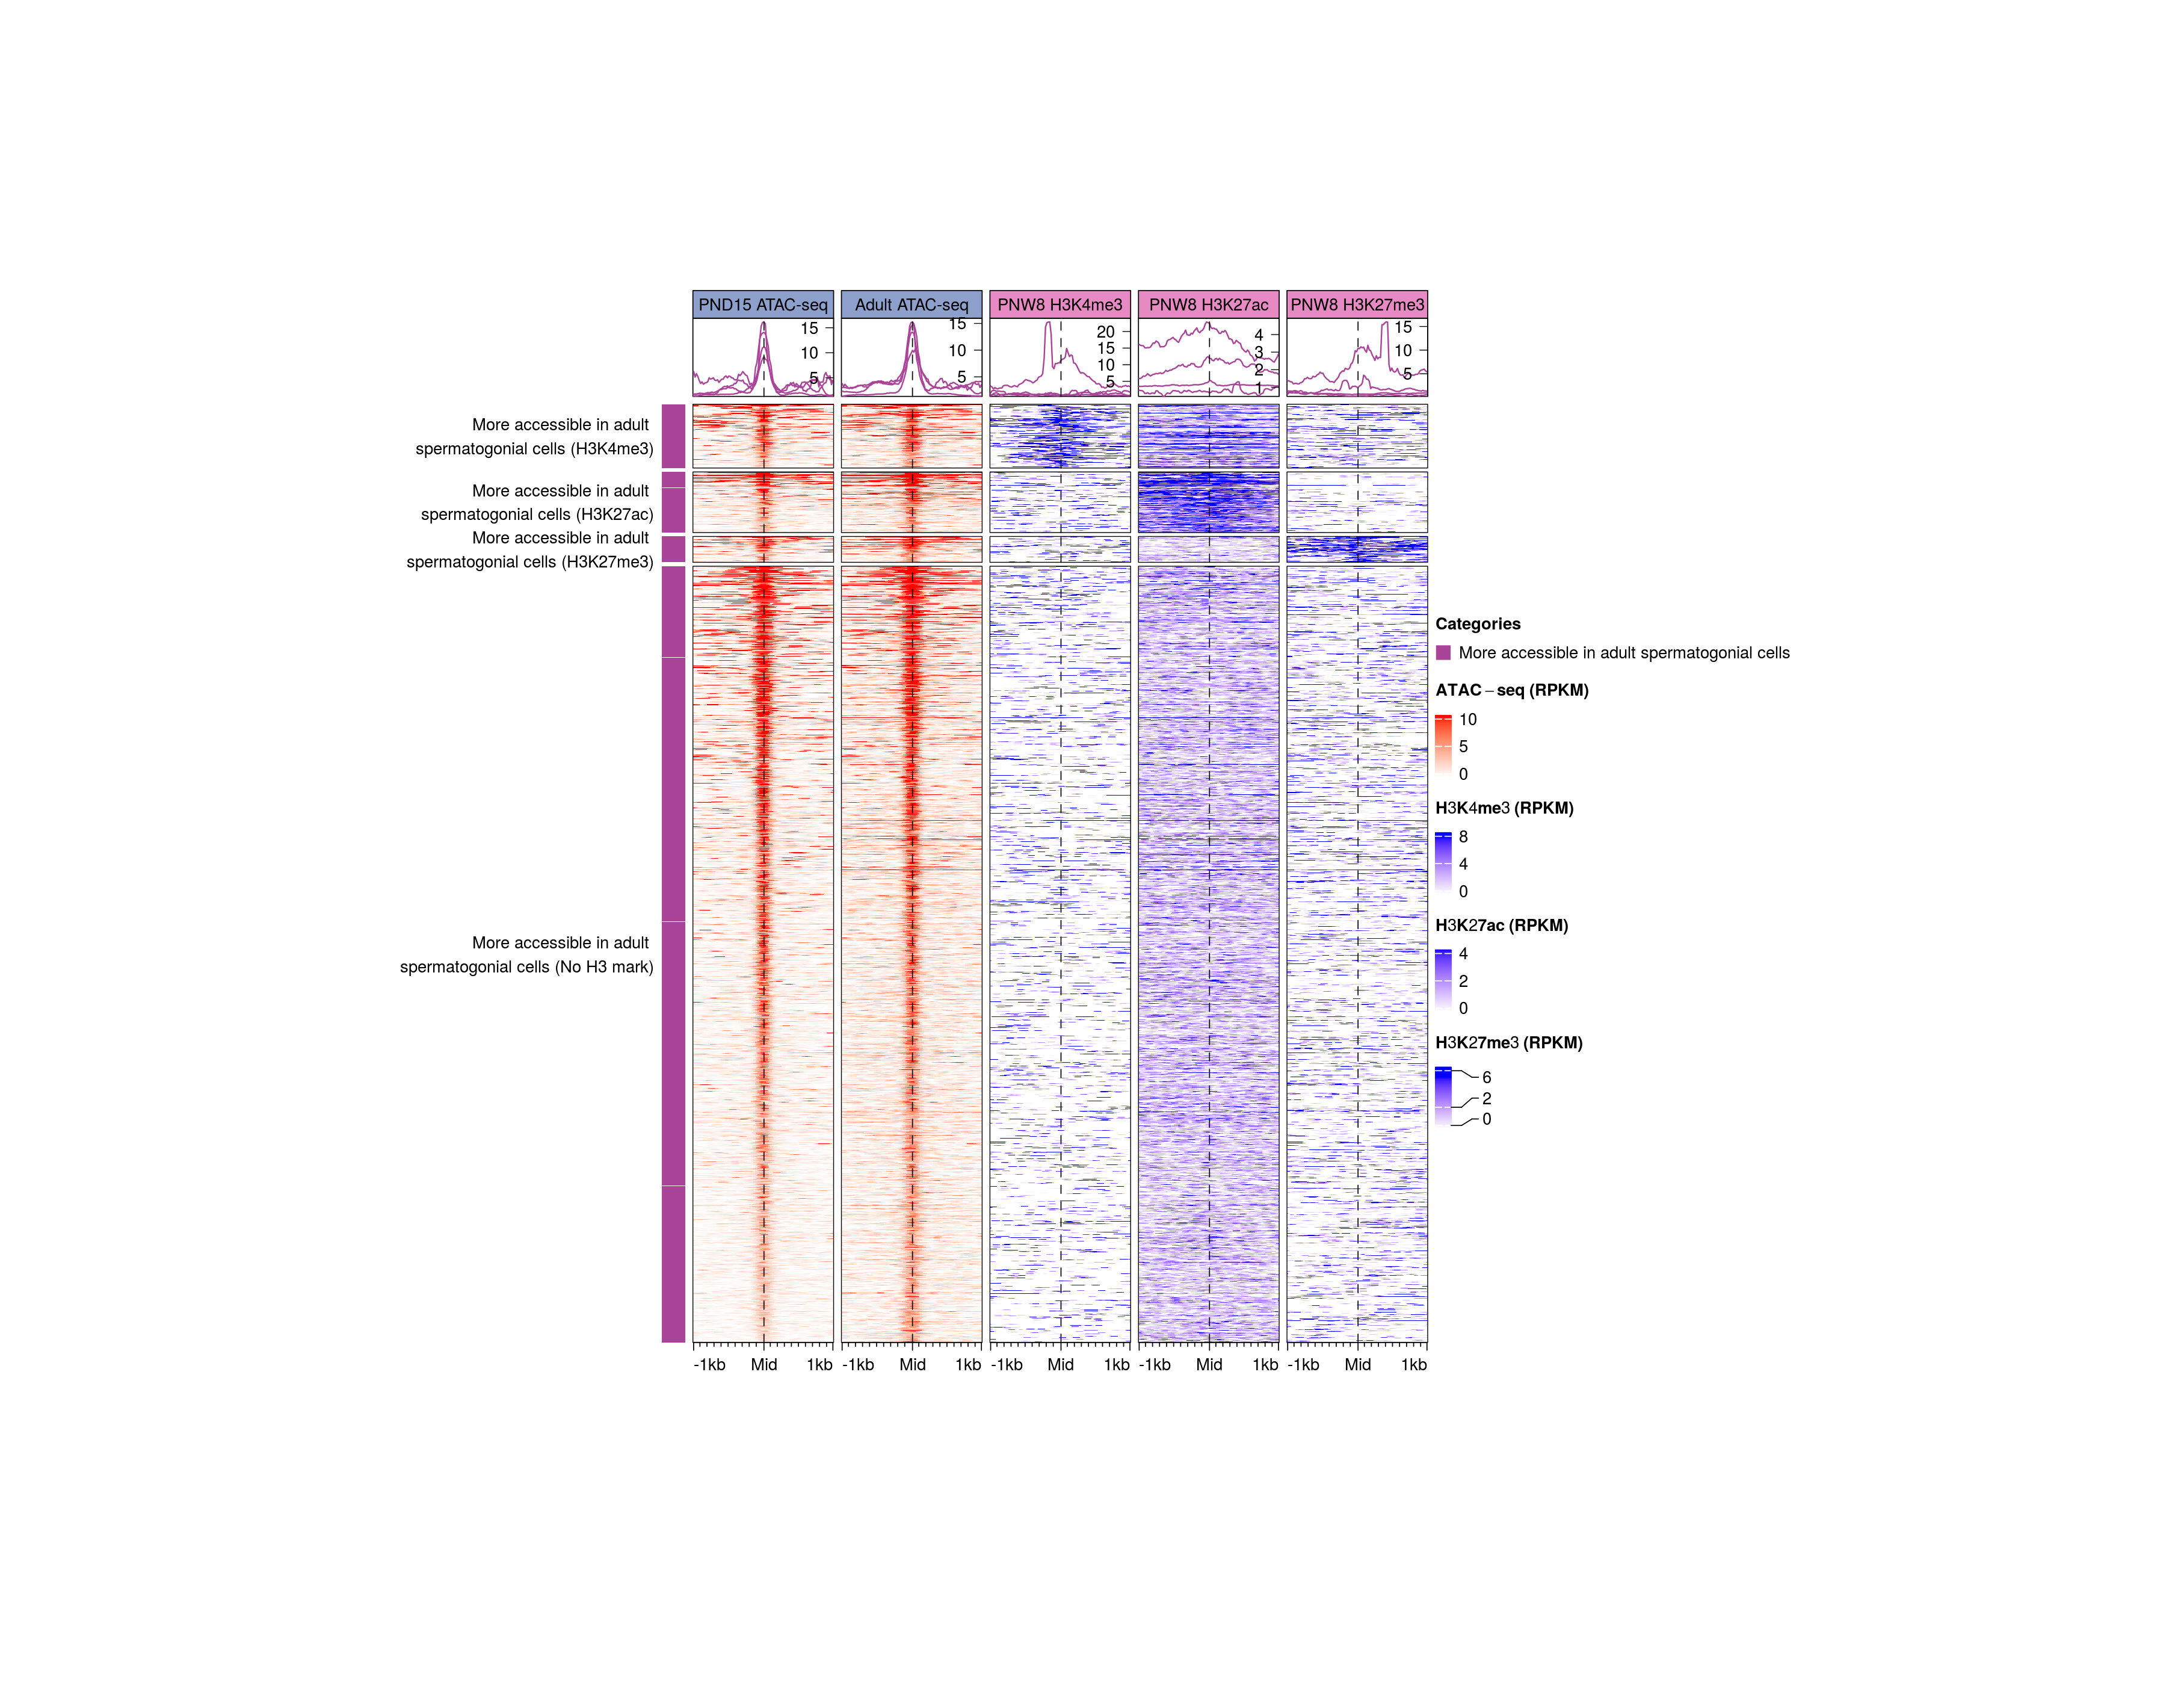 PND15 ATAC-seq
Adult ATAC-seq
PNW8 H3K4me3
PNW8 H3K27ac
PNW8 H3K27me3
15
10
5
15
10
5
20
15
10
5
4
3
2
1
15
10
5
More accessible in adult
spermatogonial cells (H3K4me3)
More accessible in adult
spermatogonial cells (H3K27ac)
More accessible in adult
spermatogonial cells (H3K27me3)
More accessible in adult
spermatogonial cells (No H3 mark)
-1kb Mid 1kb
-1kb Mid 1kb
-1kb Mid 1kb
-1kb Mid 1kb
-1kb Mid 1kb
Categories
More accessible in adult spermatogonial cells
ATAC−seq (RPKM)
10
5
0
H3K4me3 (RPKM)
8
4
0
H3K27ac (RPKM)
4
2
0
H3K27me3 (RPKM)
6
2
0